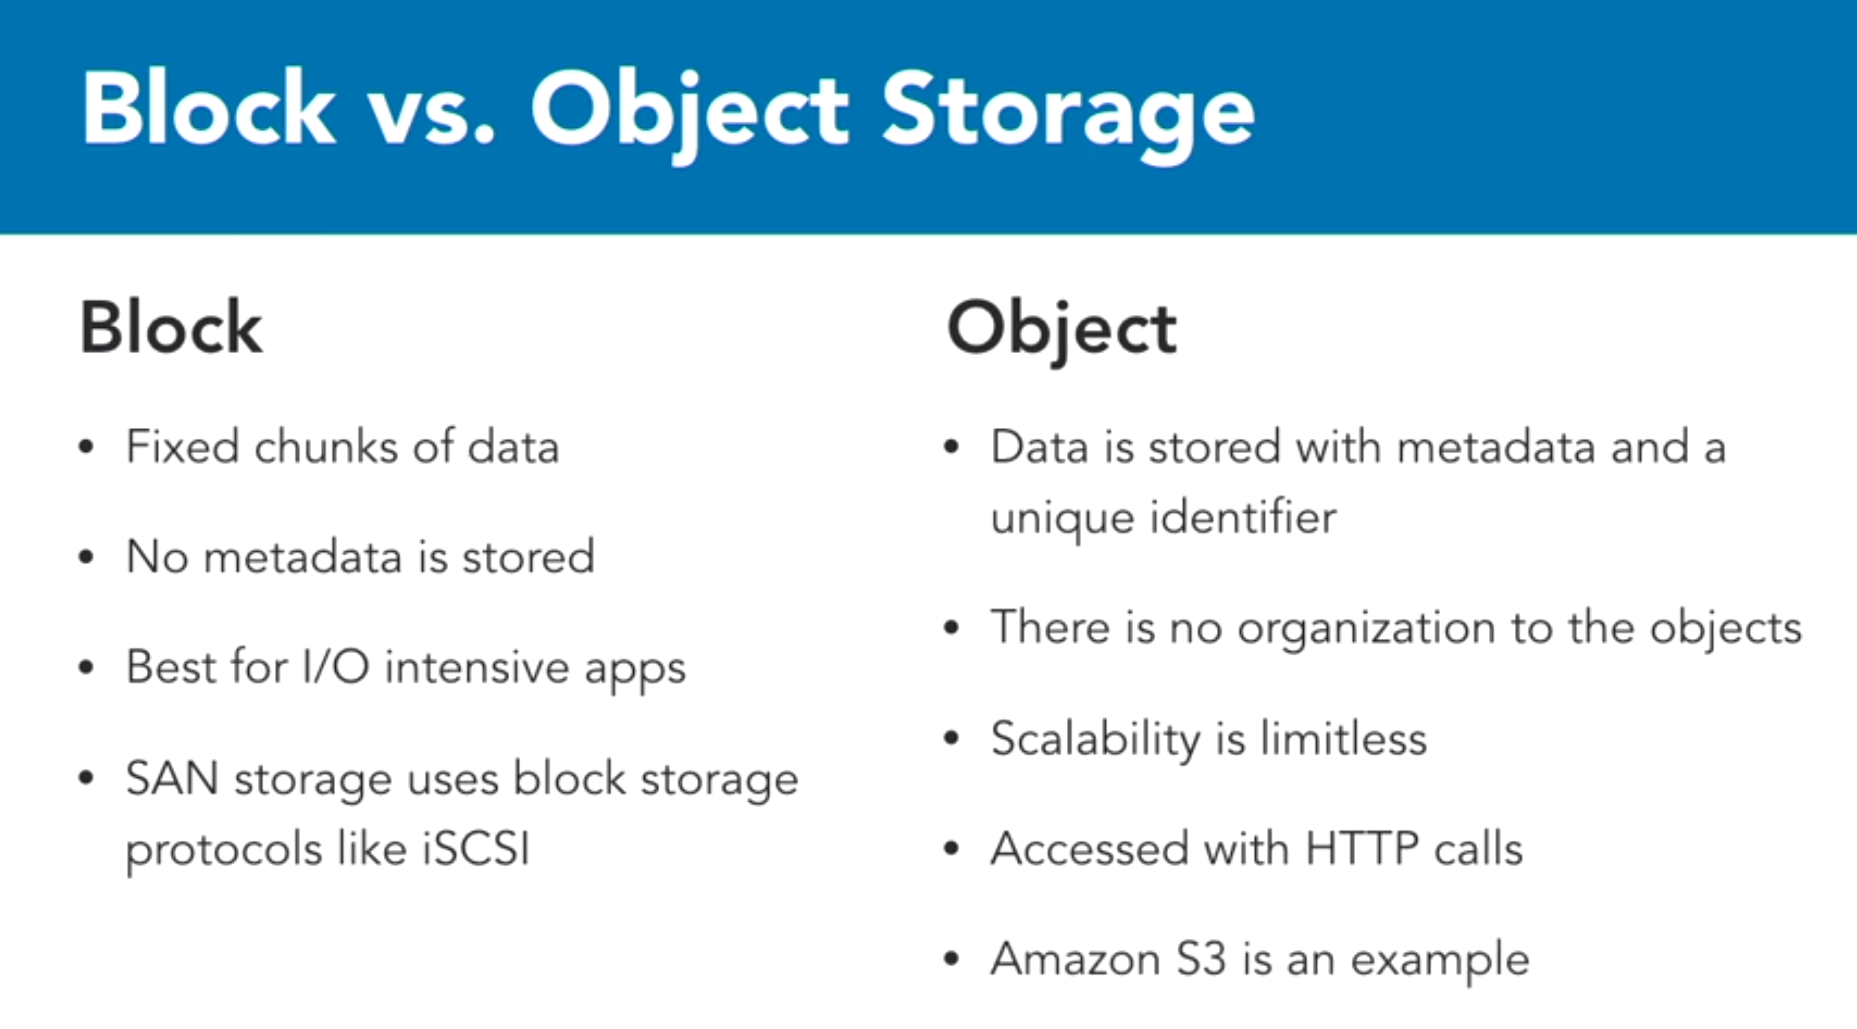 Block vs. Object Storage
Block
• Fixed chunks of data
• No metadata is stored
• Best for I/O intensive apps
• SAN storage uses block storage
protocols like iSCSI
Object
• Data is stored with metadata and a
unique identifier
• There is no organization to the objects
• Scalability is limitless
• Accessed with HTTP calls
• Amazon S3 is an example